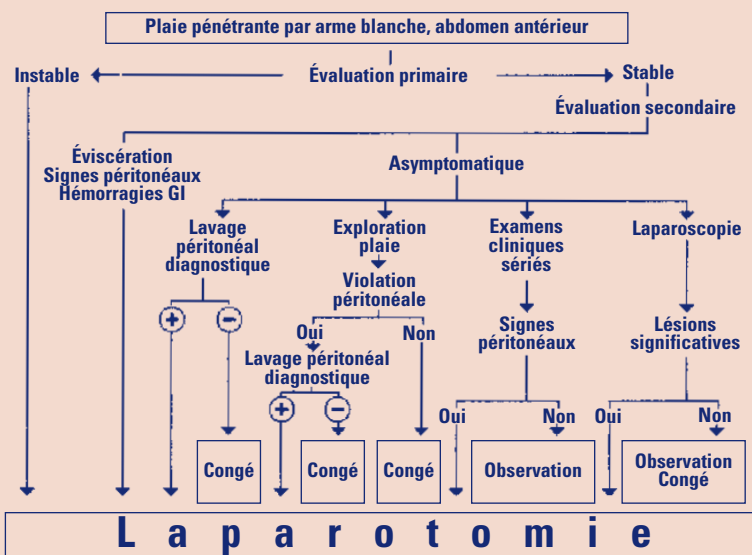 Plaie pénétrante par arme blanche, abdomen antérieur
Instable
Évaluation primaire
Stable
Évaluation secondaire
Éviscération
Signes péritonéaux
Hémorragies GI
Asymptomatique
Lavage
péritonéal
diagnostique
Exploration
plaie
Examens
cliniques
sériés
Laparoscopie
Violation
péritonéale
+
−
Oui
Non
Signes
péritonéaux
Lésions
significatives
Lavage péritonéal
diagnostique
+
−
Oui
Non
Oui
Non
Congé
Congé
Congé
Observation
Observation
Congé
Laparotomie